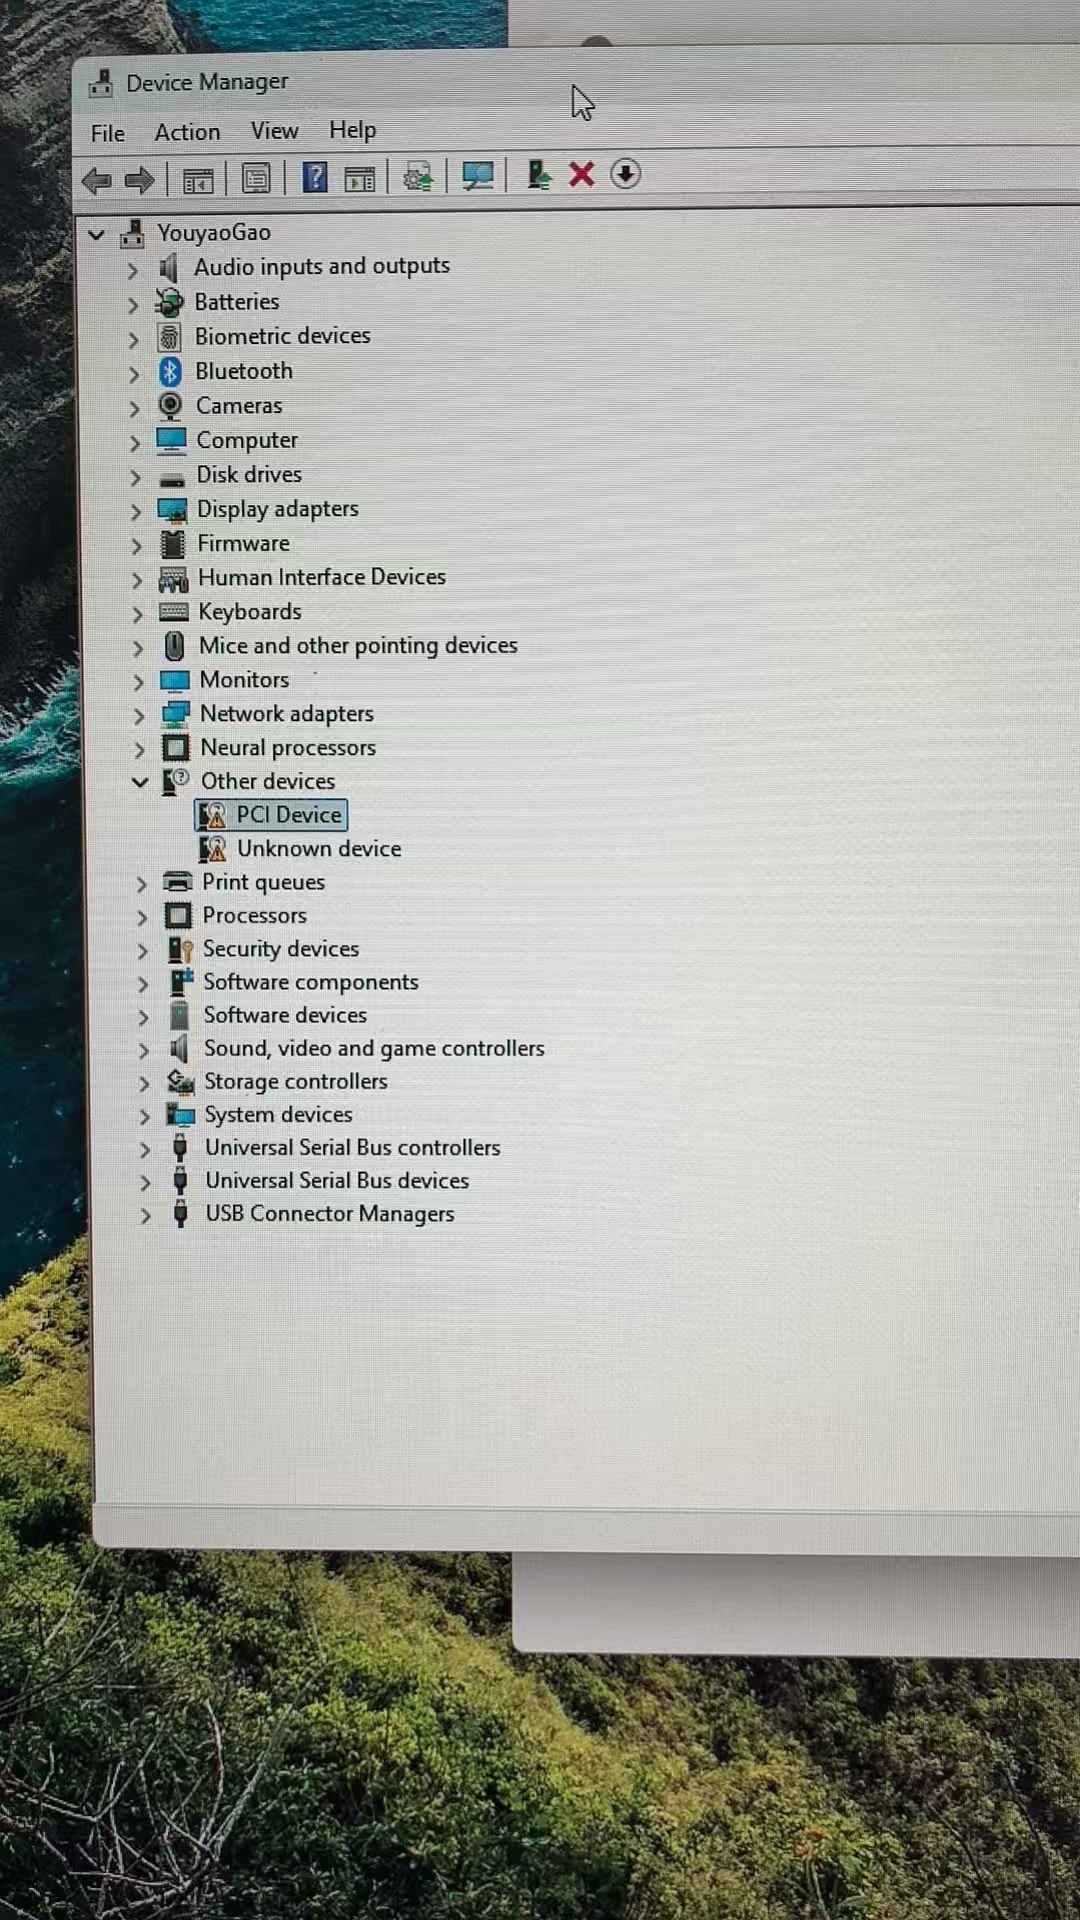 Device Manager
File Action View Help
YouyaoGao
Audio inputs and outputs
Batteries
Biometric devices
Bluetooth
Cameras
Computer
Disk drives
Display adapters
Firmware
Human Interface Devices
Keyboards
Mice and other pointing devices
Monitors
Network adapters
Neural processors
Other devices
PCI Device
Unknown device
Print queues
Processors
Security devices
Software components
Software devices
Sound, video and game controllers
Storage controllers
System devices
Universal Serial Bus controllers
Universal Serial Bus devices
USB Connector Managers